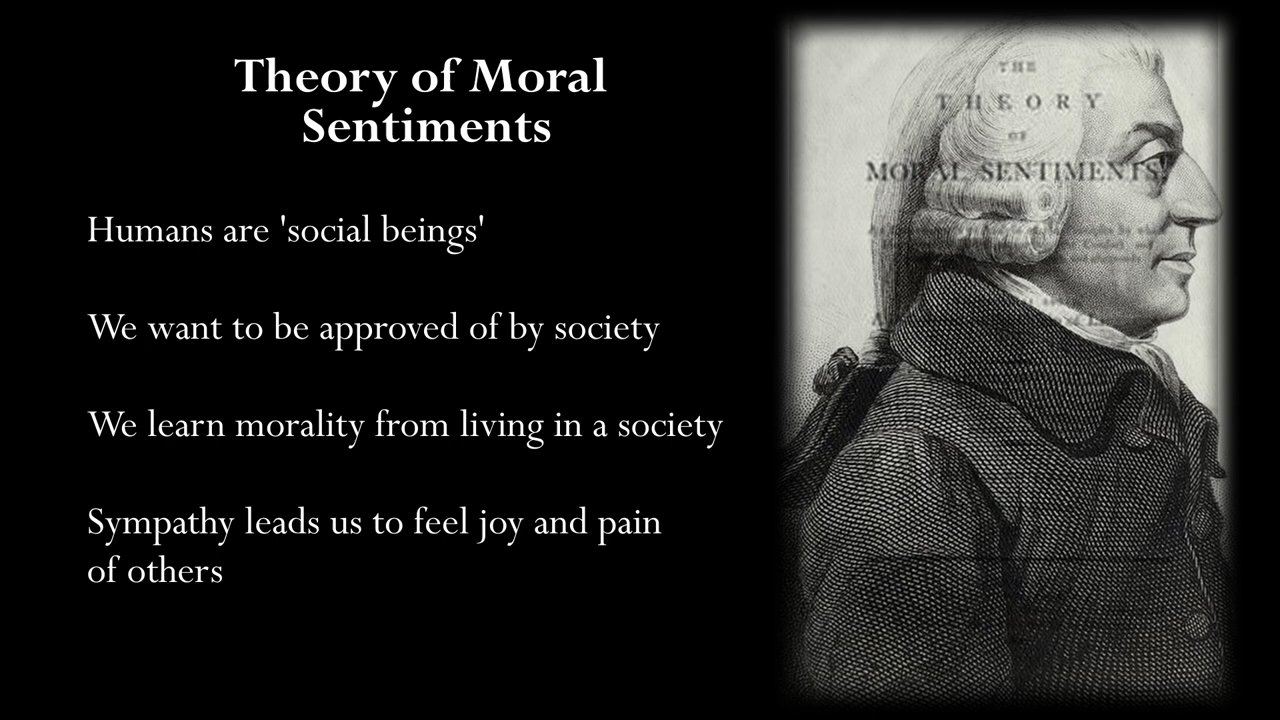 Theory of Moral
Sentiments
Humans are 'social beings'
We want to be approved of by society
We learn morality from living in a society
Sympathy leads us to feel joy and pain
of others
THE
THEORY
OF
MORAL SENTIMENTS.